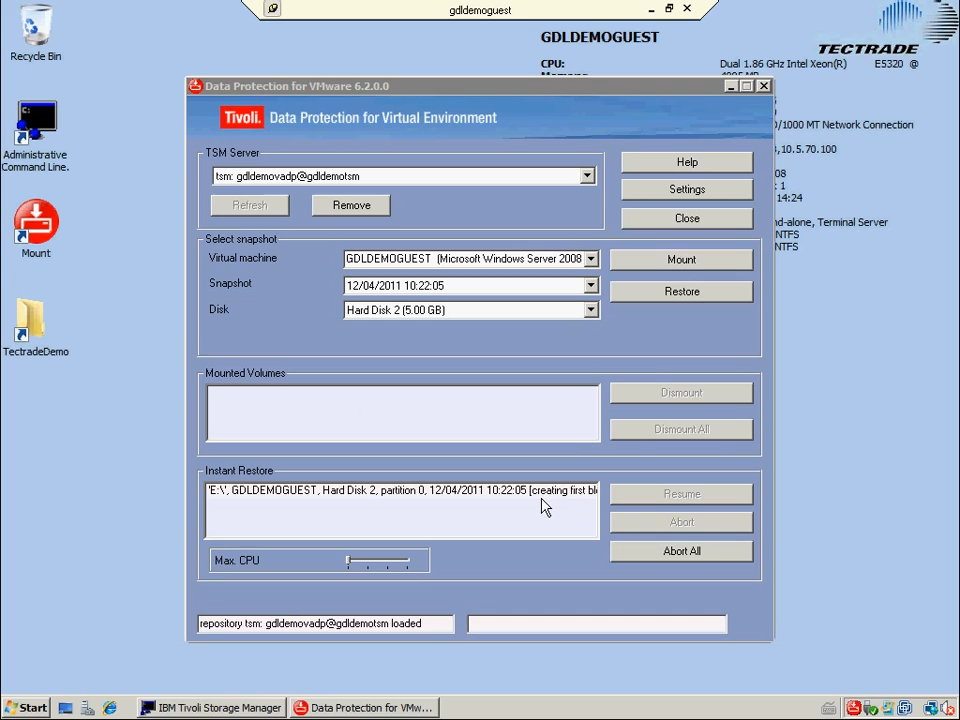 gdldemoguest
Recycle Bin
GDLDEMOGUEST
TECTRADE
CPU:
Dual 1.86 GHz Intel Xeon(R) E5320 @
Data Protection for VMware 6.2.0.0
Tivoli. Data Protection for Virtual Environment
/1000 MT Network Connection
,10.5.70.100
08
: 1
14:24
nd-alone, Terminal Server
NTFS
NTFS
Administrative
Command Line.
Mount
TectradeDemo
TSM Server
tsm: gdldemovadp@gdldemotsm
Refresh
Remove
Help
Settings
Close
Select snapshot
Virtual machine
GDLDEMOGUEST (Microsoft Windows Server 2008
Mount
Snapshot
12/04/2011 10:22:05
Restore
Disk
Hard Disk 2 (5.00 GB)
Mounted Volumes
Dismount
Dismount All
Instant Restore
'E:\', GDLDEMOGUEST, Hard Disk 2, partition 0, 12/04/2011 10:22:05 [creating first blo
Resume
Abort
Abort All
Max. CPU
repository tsm: gdldemovadp@gdldemotsm loaded
Start
IBM Tivoli Storage Manager
Data Protection for VMw...